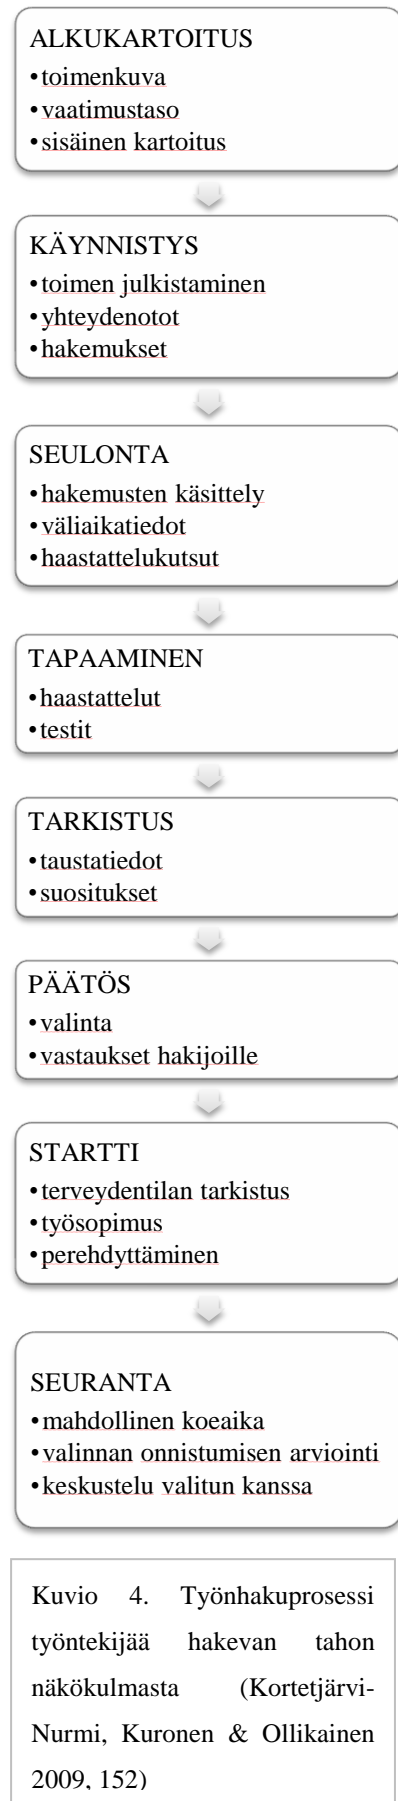 ALKUKARTOITUS
•toimenkuva
•vaatimustaso
•sisäinen kartoitus
KÄYNNISTYS
•toimen julkistaminen
•yhteydenotot
•hakemukset
SEULONTA
•hakemusten käsittely
•väliaikatiedot
•haastattelukutsut
TAPAAMINEN
•haastattelut
•testit
TARKISTUS
•taustatiedot
•suositukset
PÄÄTÖS
•valinta
•vastaukset hakijoille
STARTTI
•terveydentilan tarkistus
•työsopimus
•perehdyttäminen
SEURANTA
•mahdollinen koeaika
•valinnan onnistumisen arviointi
•keskustelu valitun kanssa
Kuvio 4. Työnhakuprosessi
työntekijää hakevan tahon
näkökulmasta (Kortetjärvi-
Nurmi, Kuronen & Ollikainen
2009, 152)